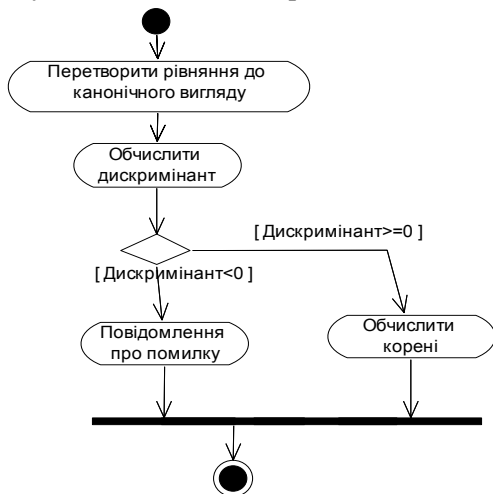 Перетворити рівняння до
канонічного вигляду
Обчислити
дискримінант
[ Дискримінант>=0 ]
[ Дискримінант<0 ]
Повідомлення
про помилку
Обчислити
корені